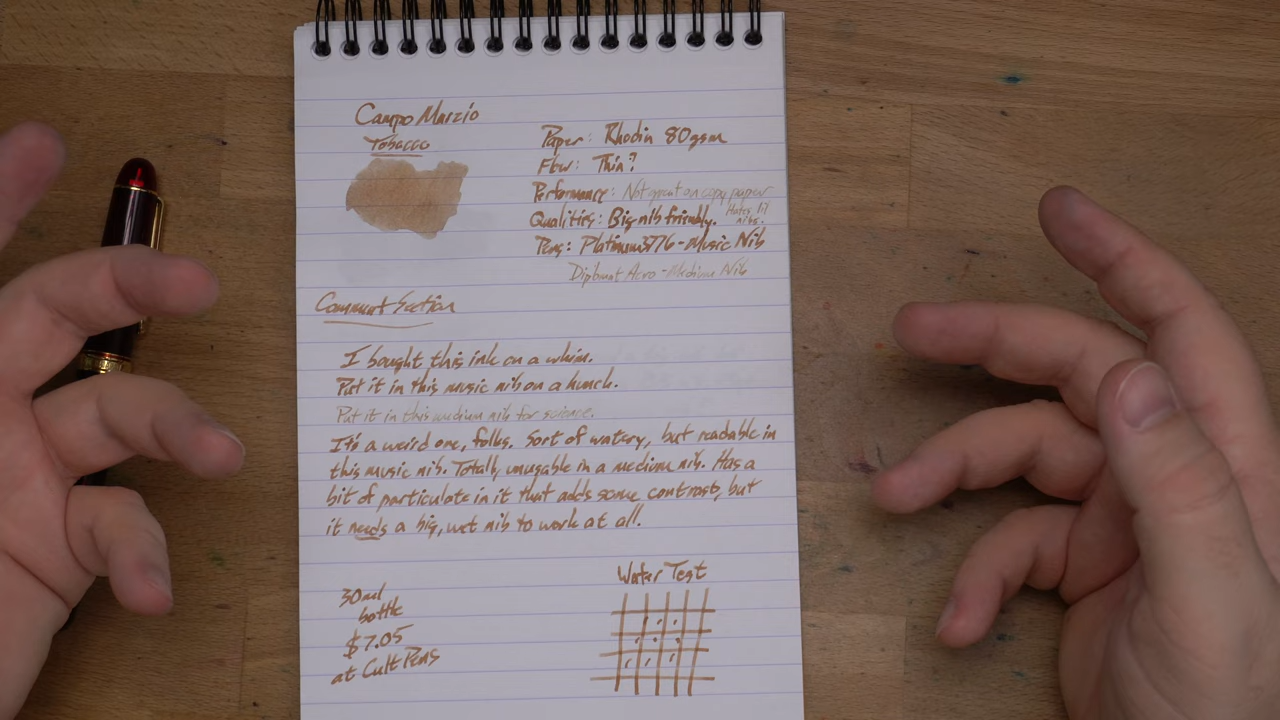 Campo Marzio
Tobacco
Paper: Rhodia 80gsm
Flow: Thin?
Performance: Not great on copy paper
Qualities: Big nib friendly. Hates lil nibs.
Pens: Platinum 3776 - Music Nib
Diplomat Aero - Medium Nib
Comment Section
I bought this ink on a whim.
Put it in this music nib on a hunch.
Put it in this medium nib for science.
It's a weird one, folks. Sort of watery, but readable in
this music nib. Totally unusable in a medium nib. Has a
bit of particulate in it that adds some contrast, but
it needs a big, wet nib to work at all.
30ml
bottle
$7.05
at Cult Pens
Water Test